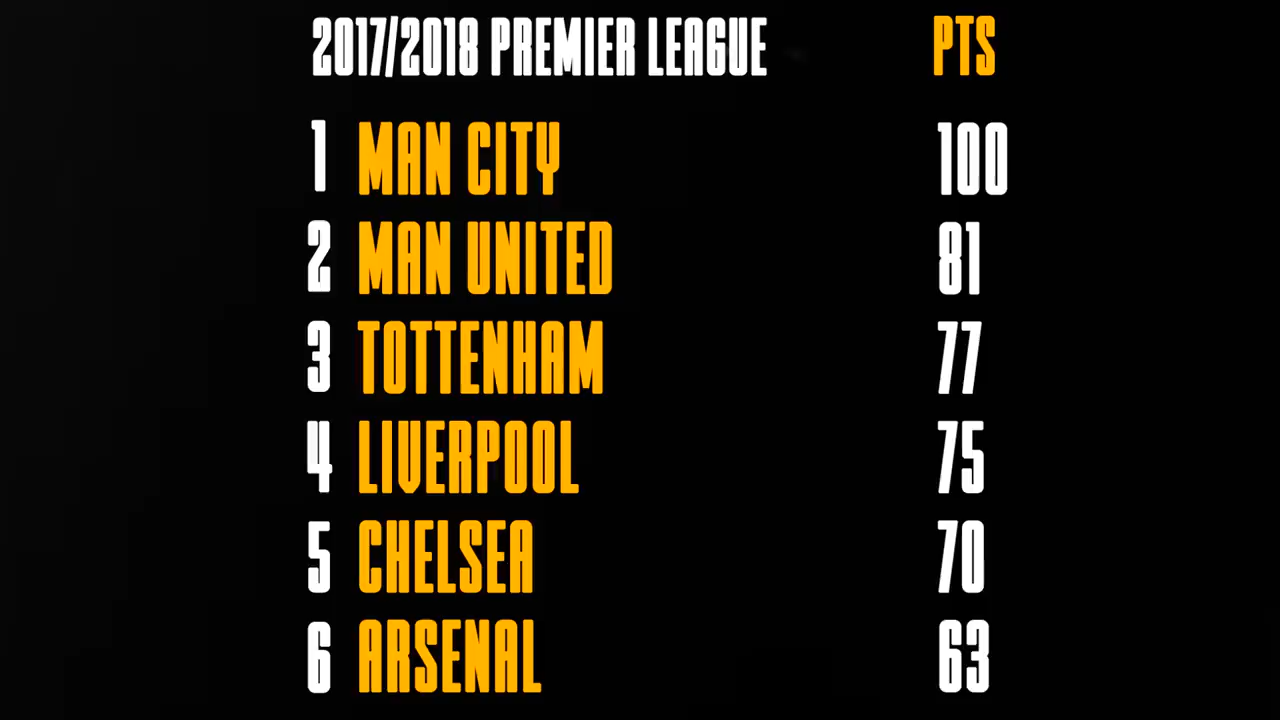 2017/2018 PREMIER LEAGUE PTS
1 MAN CITY 100
2 MAN UNITED 81
3 TOTTENHAM 77
4 LIVERPOOL 75
5 CHELSEA 70
6 ARSENAL 63